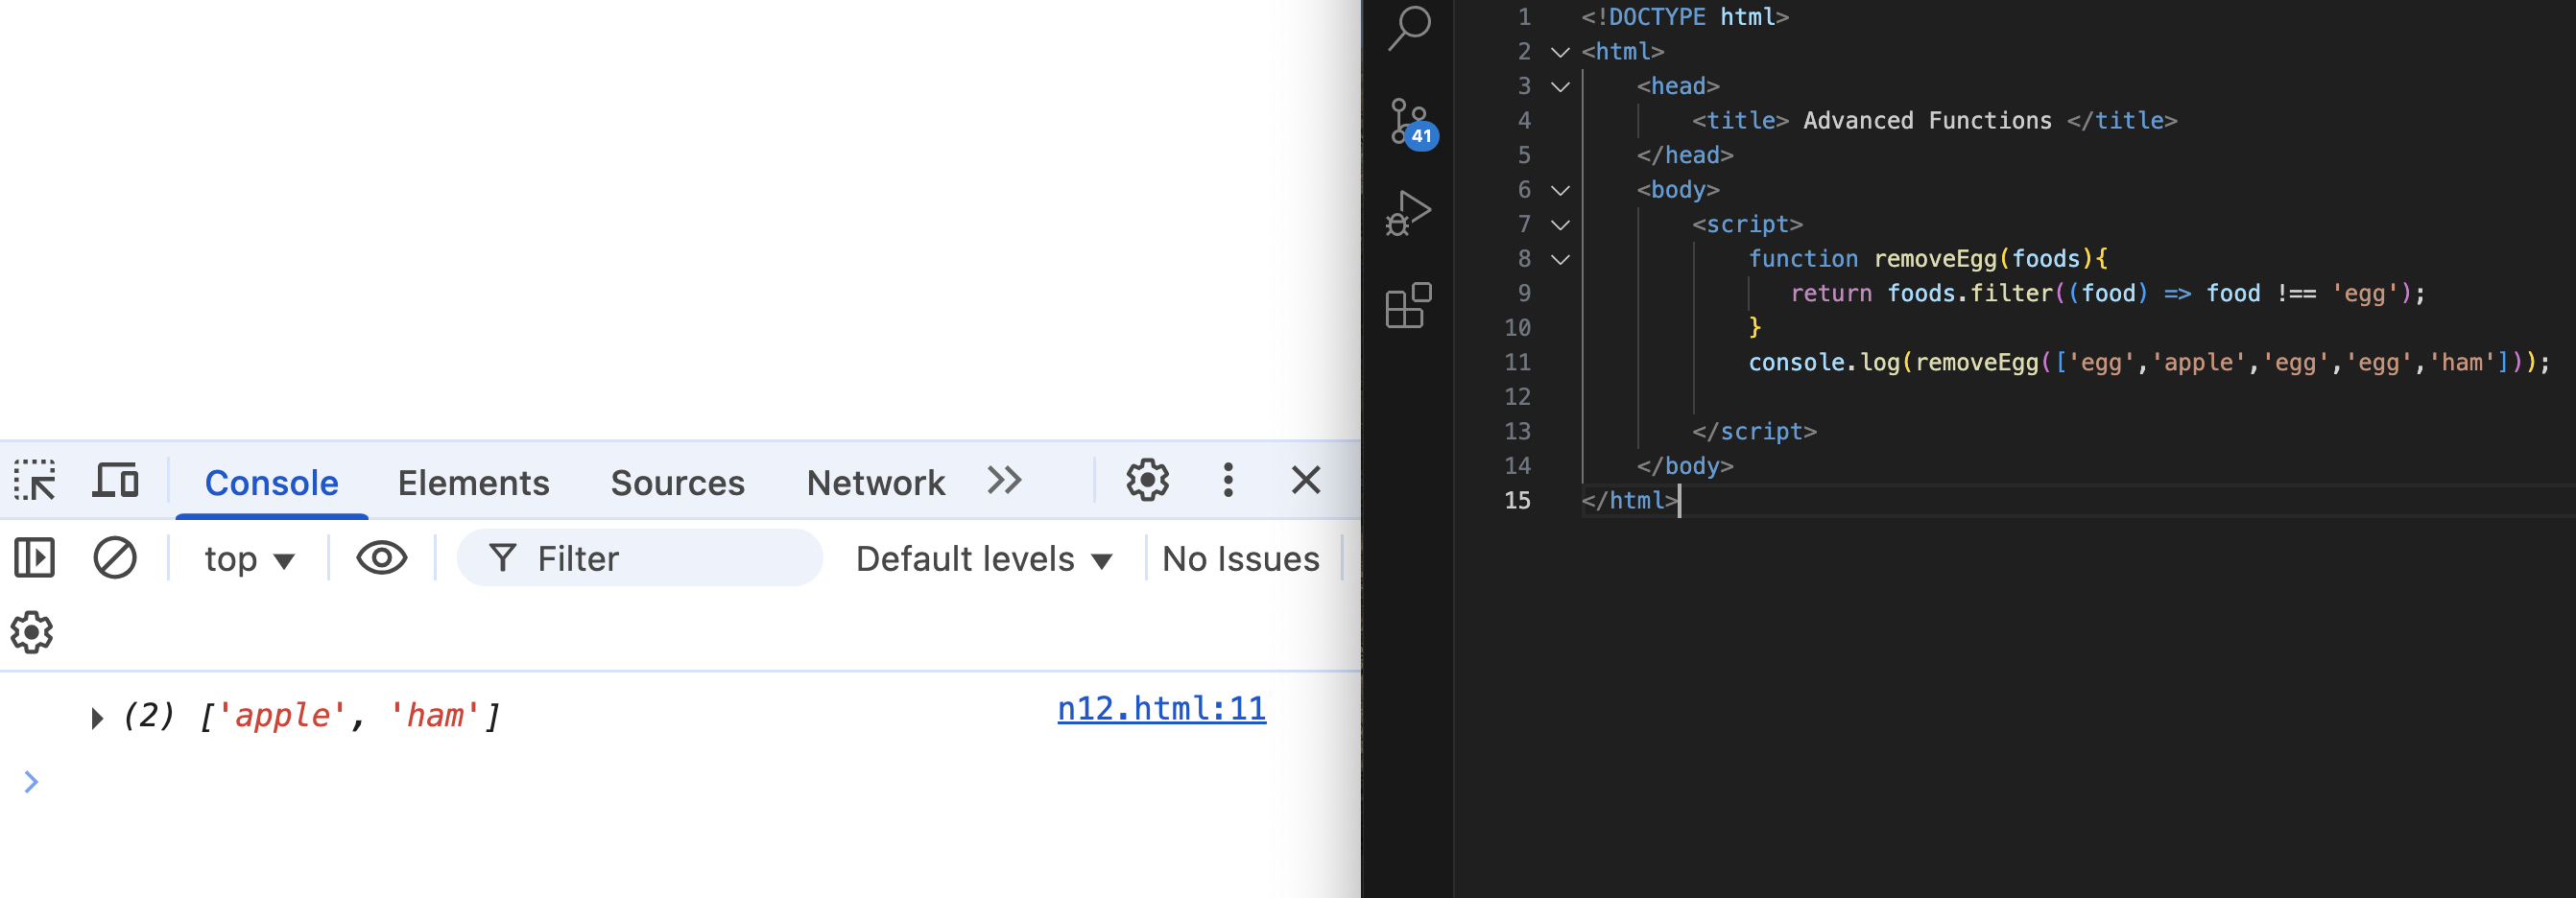 Console Elements Sources Network
top Filter Default levels No Issues
(2) ['apple', 'ham'] n12.html:11
41
1 <!DOCTYPE html>
2 <html>
3 <head>
4 <title> Advanced Functions </title>
5 </head>
6 <body>
7 <script>
8 function removeEgg(foods){
9 return foods.filter((food) => food !== 'egg');
10 }
11 console.log(removeEgg(['egg','apple','egg','egg','ham']));
12
13 </script>
14 </body>
15 </html>